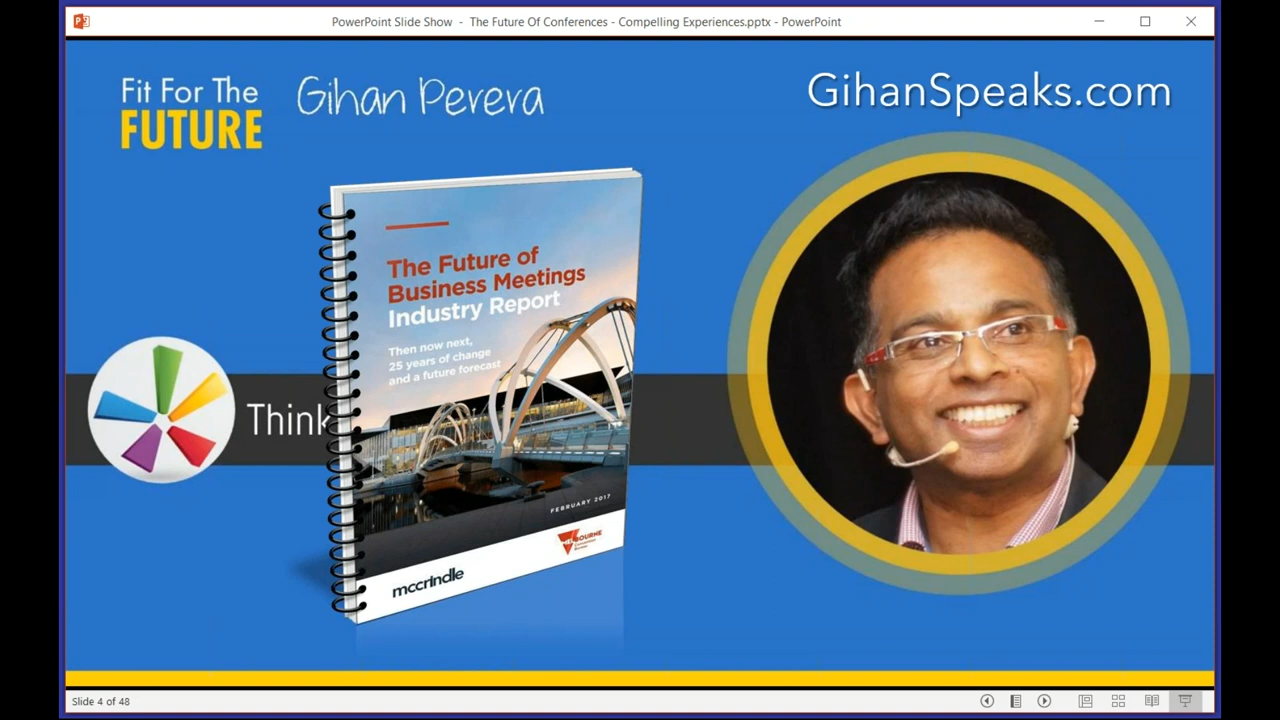 PowerPoint Slide Show - The Future Of Conferences - Compelling Experiences.pptx - PowerPoint
Fit For The
FUTURE
Gihan Perera
GihanSpeaks.com
The Future of
Business Meetings
Industry Report
Then now next,
25 years of change
and a future forecast
Think
FEBRUARY 2017
MELBOURNE
mccrindle
Slide 4 of 48